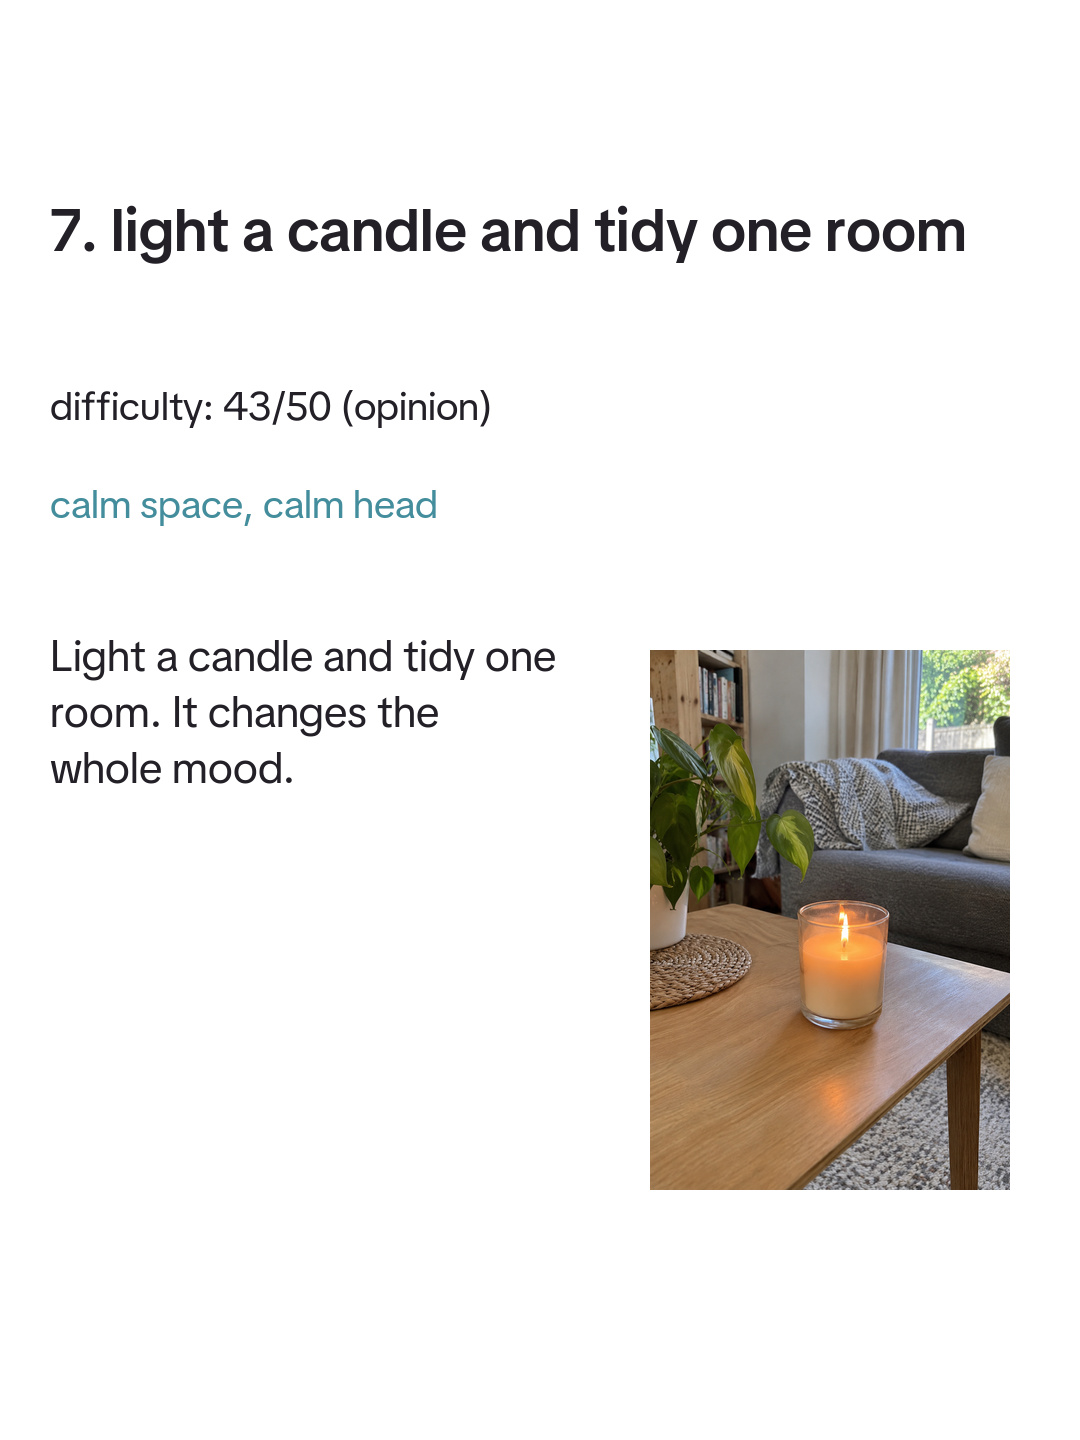 7. light a candle and tidy one room
difficulty: 43/50 (opinion)
calm space, calm head
Light a candle and tidy one
room. It changes the
whole mood.